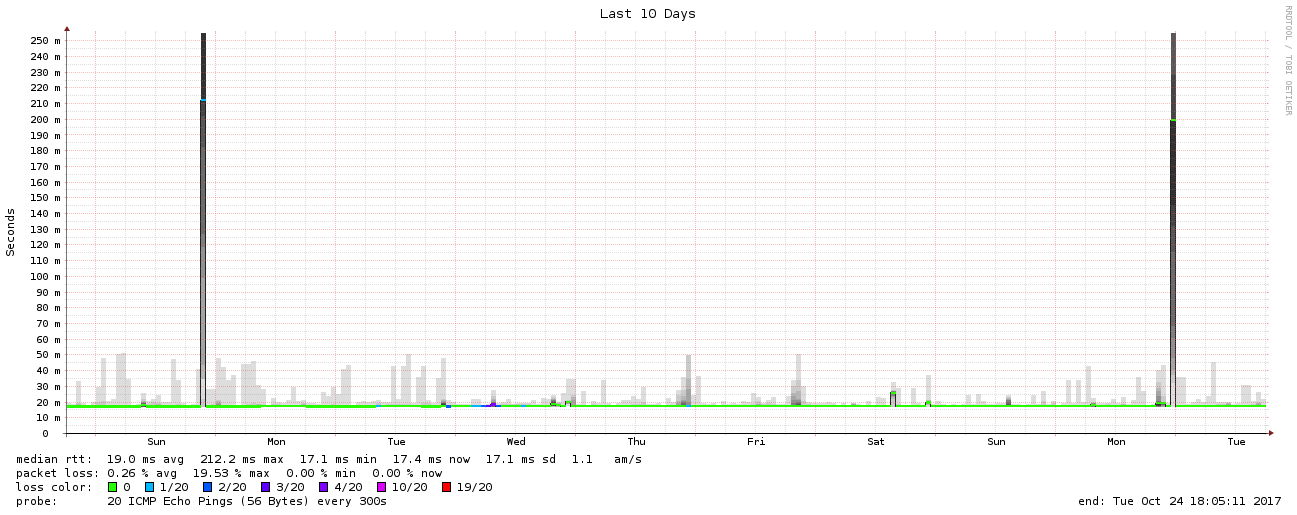 Last 10 Days
RRDTOOL / TOBI OETIKER
Seconds
250 m
240 m
230 m
220 m
210 m
200 m
190 m
180 m
170 m
160 m
150 m
140 m
130 m
120 m
110 m
100 m
90 m
80 m
70 m
60 m
50 m
40 m
30 m
20 m
10 m
0
Sun Mon Tue Wed Thu Fri Sat Sun Mon Tue
median rtt: 19.0 ms avg 212.2 ms max 17.1 ms min 17.4 ms now 17.1 ms sd 1.1 am/s
packet loss: 0.26 % avg 19.53 % max 0.00 % min 0.00 % now
loss color: 0 1/20 2/20 3/20 4/20 10/20 19/20
probe: 20 ICMP Echo Pings (56 Bytes) every 300s end: Tue Oct 24 18:05:11 2017